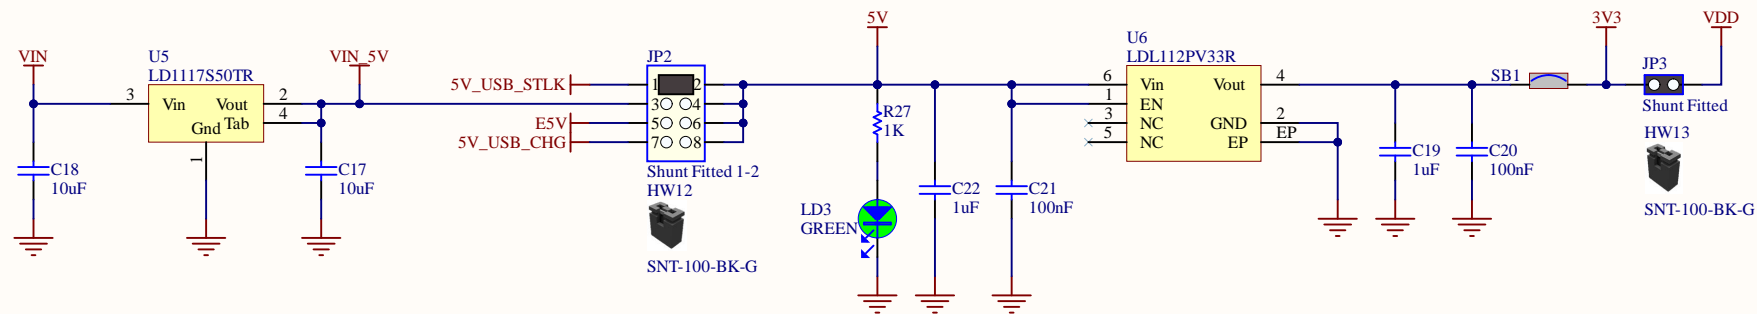 VIN
3
U5
LD1117S50TR
Vin
Vout
Gnd
Tab
2
4
1
C18
10uF
VIN_5V
C17
10uF
5V_USB_STLK
E5V
5V_USB_CHG
JP2
1 2
3 4
5 6
7 8
Shunt Fitted 1-2
HW12
SNT-100-BK-G
5V
R27
1K
LD3
GREEN
C22
1uF
C21
100nF
U6
LDL112PV33R
6
1
3
5
Vin
EN
NC
NC
Vout
GND
EP
4
2
EP
C19
1uF
C20
100nF
SB1
3V3
VDD
JP3
Shunt Fitted
HW13
SNT-100-BK-G